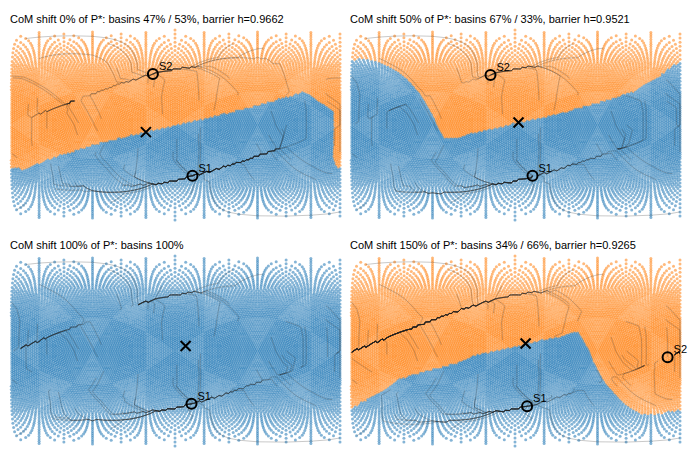 CoM shift 0% of P*: basins 47% / 53%, barrier h=0.9662
S2
S1
CoM shift 50% of P*: basins 67% / 33%, barrier h=0.9521
S2
S1
CoM shift 100% of P*: basins 100%
S1
CoM shift 150% of P*: basins 34% / 66%, barrier h=0.9265
S2
S1